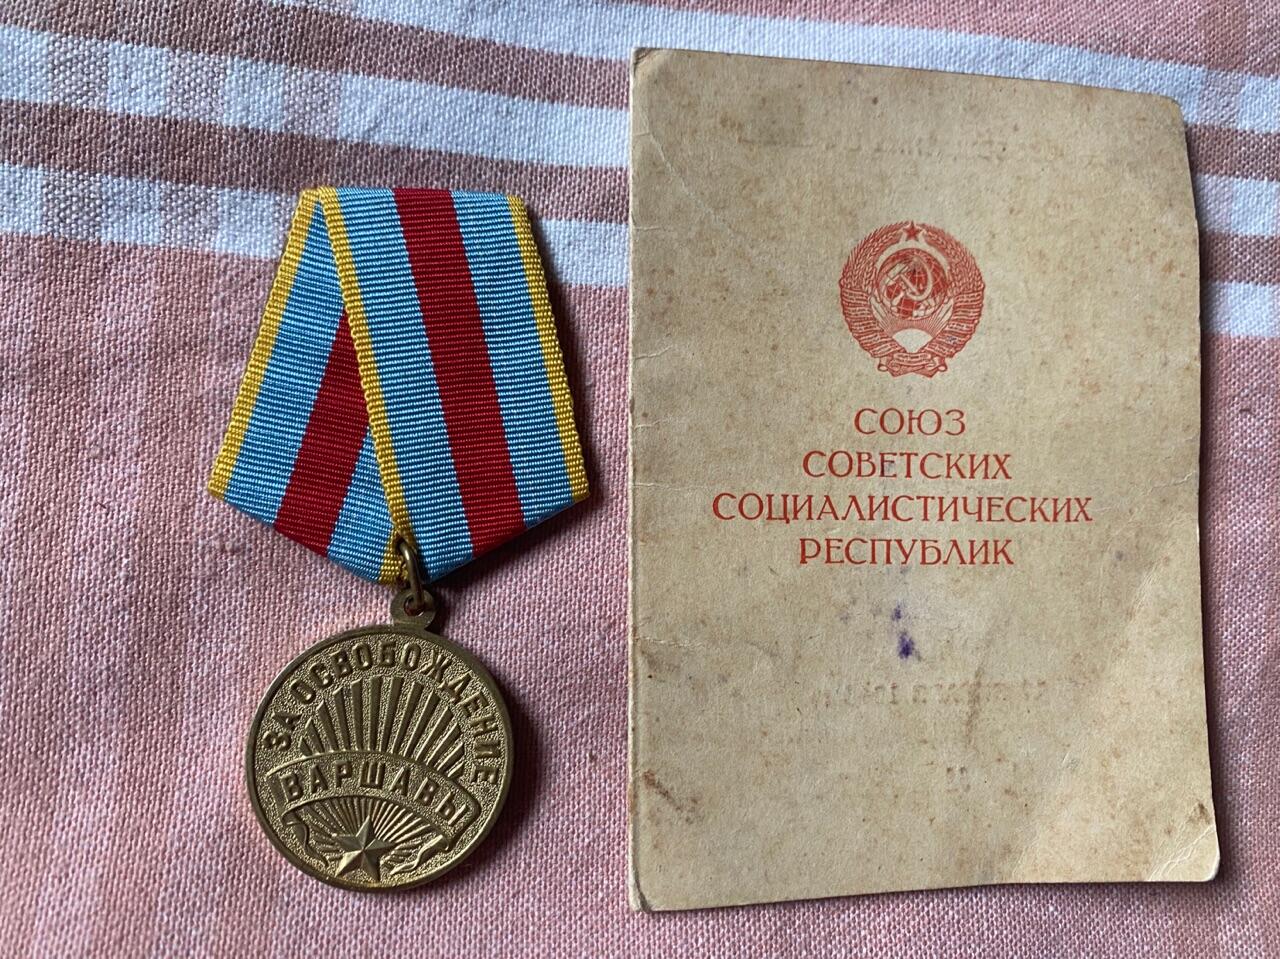 ЗА ОСВОБОЖДЕНИЕ
ВАРШАВЫ
СОЮЗ
СОВЕТСКИХ
СОЦИАЛИСТИЧЕСКИХ
РЕСПУБЛИК